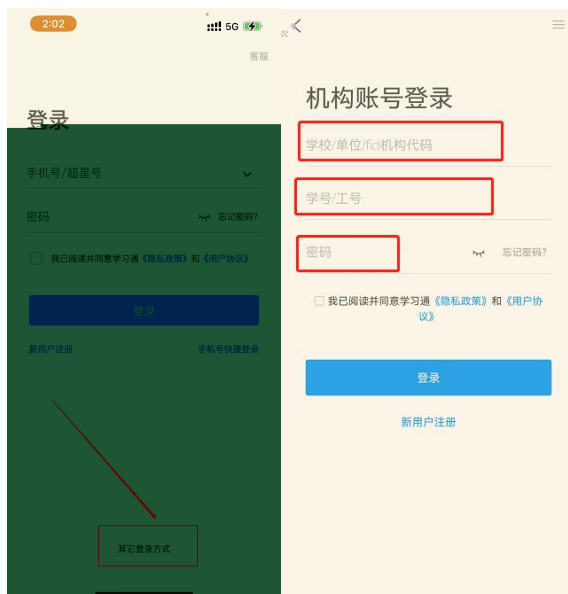 2:02
5G
客服
登录
手机号/超星号
密码
忘记密码?
我已阅读并同意学习通《隐私政策》和《用户协议》
登录
新用户注册
手机号快捷登录
其它登录方式
机构账号登录
学校/单位/fid机构代码
学号/工号
密码
忘记密码?
我已阅读并同意学习通《隐私政策》和《用户协
议》
登录
新用户注册